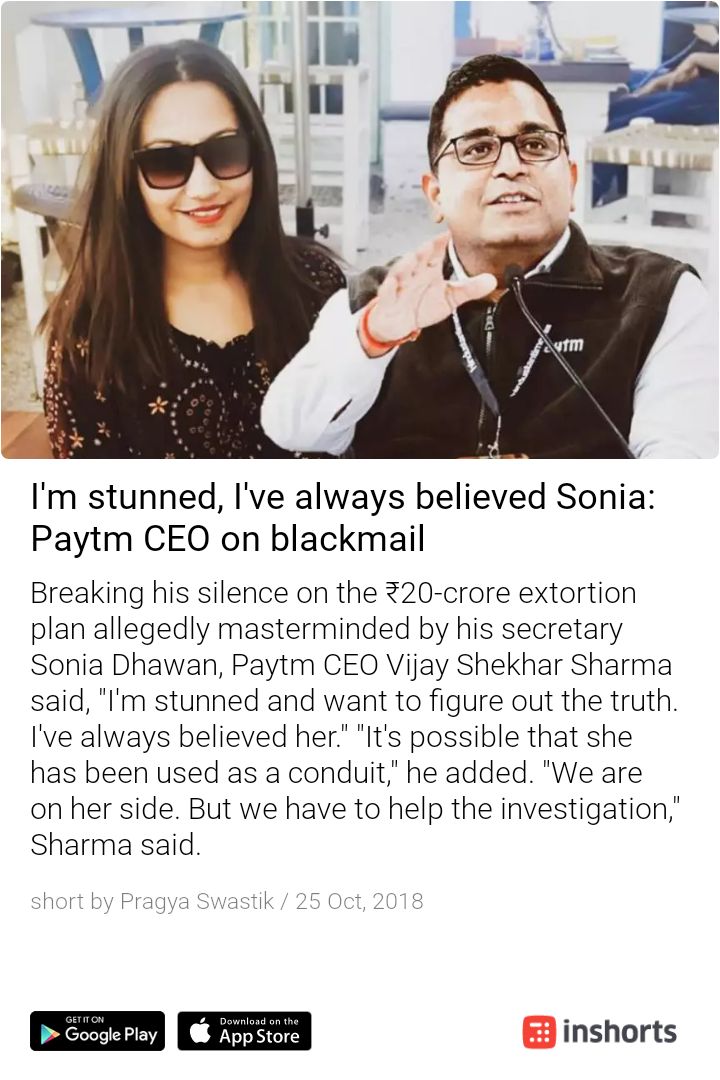 ytm
I'm stunned, I've always believed Sonia:
Paytm CEO on blackmail
Breaking his silence on the ₹20-crore extortion
plan allegedly masterminded by his secretary
Sonia Dhawan, Paytm CEO Vijay Shekhar Sharma
said, "I'm stunned and want to figure out the truth.
I've always believed her." "It's possible that she
has been used as a conduit," he added. "We are
on her side. But we have to help the investigation,"
Sharma said.
short by Pragya Swastik / 25 Oct, 2018
GET IT ON
Google Play
Download on the
App Store
inshorts